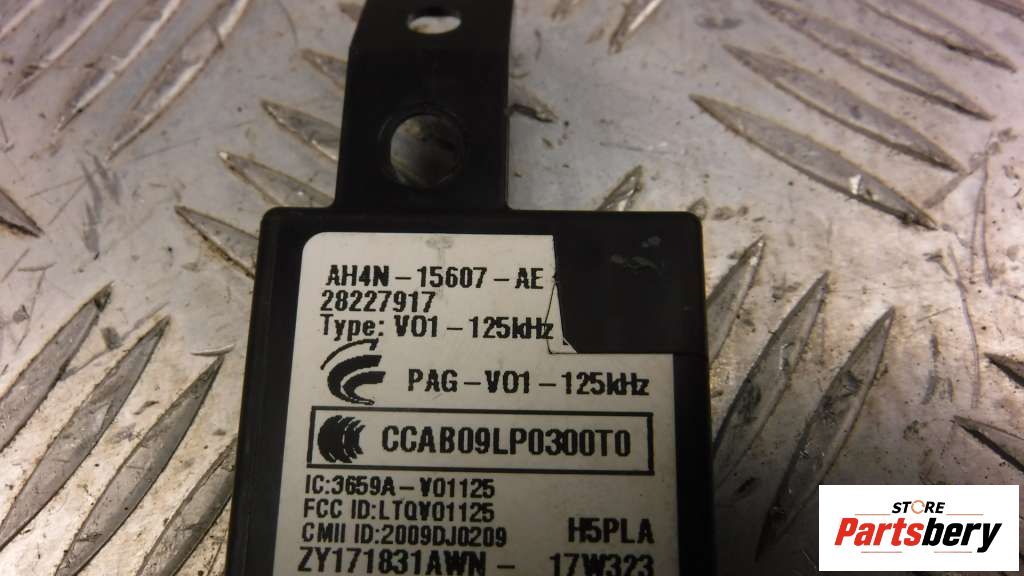 AH4N-15607-AE
28227917
Type: V01-125kHz
PAG-V01-125kHz
CCAB09LP0300T0
IC:3659A-V01125
FCC ID:LTQV01125
CMII ID:2009DJ0209 H5PLA
ZY171831AWN- 17W323
STORE
Partsbery